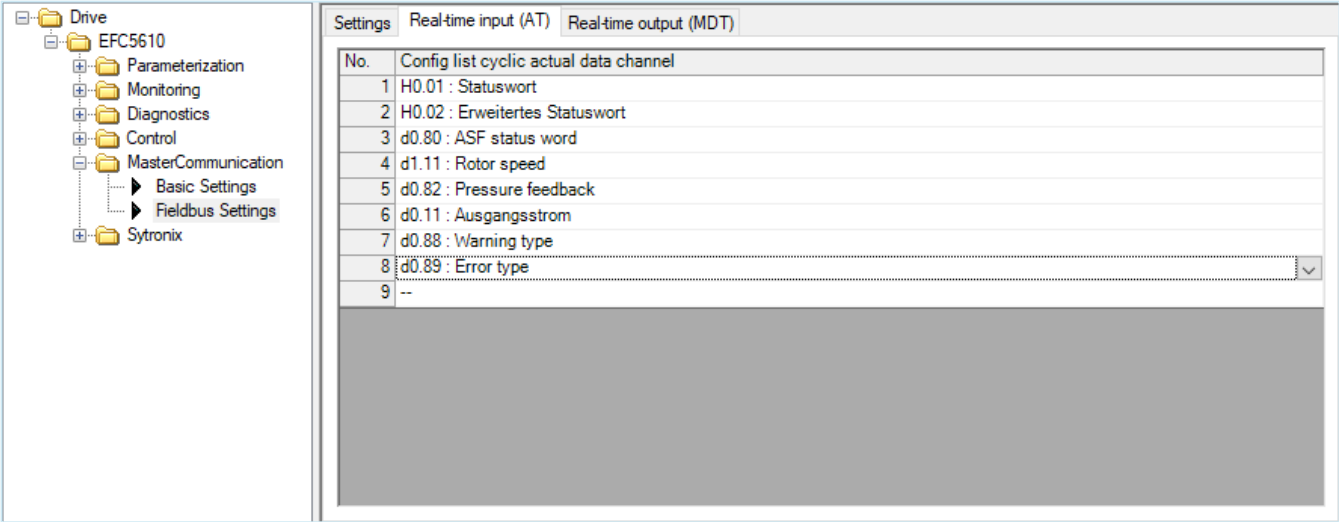 Drive
EFC5610
Parameterization
Monitoring
Diagnostics
Control
MasterCommunication
Basic Settings
Fieldbus Settings
Sytronix
Settings Real-time input (AT) Real-time output (MDT)
No. Config list cyclic actual data channel
1 H0.01 : Statuswort
2 H0.02 : Erweitertes Statuswort
3 d0.80 : ASF status word
4 d1.11 : Rotor speed
5 d0.82 : Pressure feedback
6 d0.11 : Ausgangsstrom
7 d0.88 : Warning type
8 d0.89 : Error type
9 --